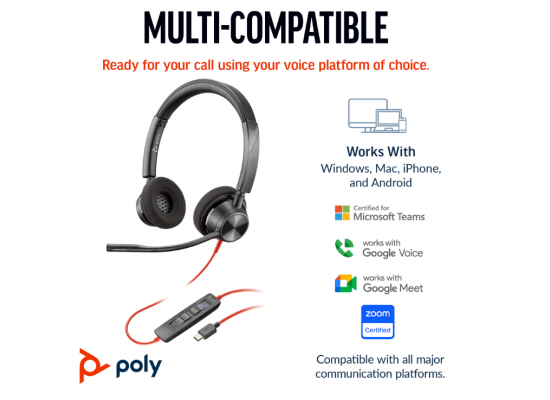 MULTI-COMPATIBLE
Ready for your call using your voice platform of choice.
Works With
Windows, Mac, iPhone,
and Android
Certified for
Microsoft Teams
works with
Google Voice
works with
Google Meet
zoom
Certified
Compatible with all major
communication platforms.
poly